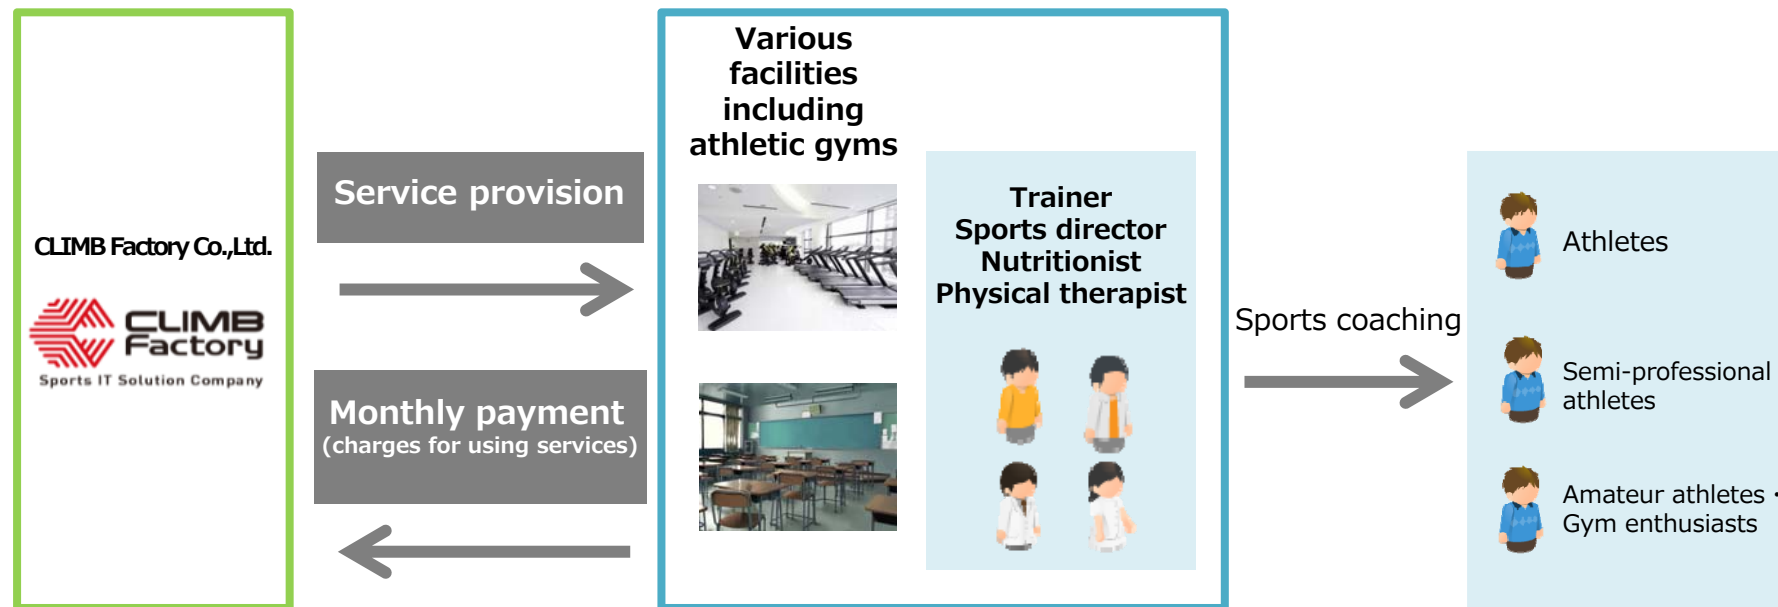 CLIMB Factory Co.,Ltd.
CLIMB
Factory
Sports IT Solution Company
Service provision
Monthly payment
(charges for using services)
Various
facilities
including
athletic gyms
Trainer
Sports director
Nutritionist
Physical therapist
Sports coaching
Athletes
Semi-professional
athletes
Amateur athletes・
Gym enthusiasts